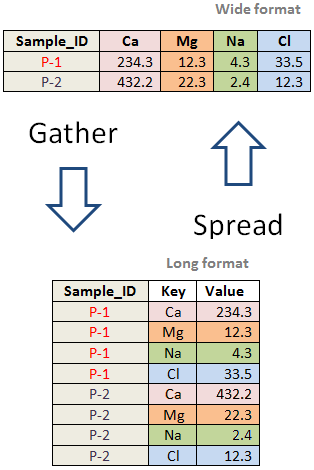 Wide format
Sample_ID Ca Mg Na Cl
P-1 234.3 12.3 4.3 33.5
P-2 432.2 22.3 2.4 12.3
Gather
Spread
Long format
Sample_ID Key Value
P-1 Ca 234.3
P-1 Mg 12.3
P-1 Na 4.3
P-1 Cl 33.5
P-2 Ca 432.2
P-2 Mg 22.3
P-2 Na 2.4
P-2 Cl 12.3